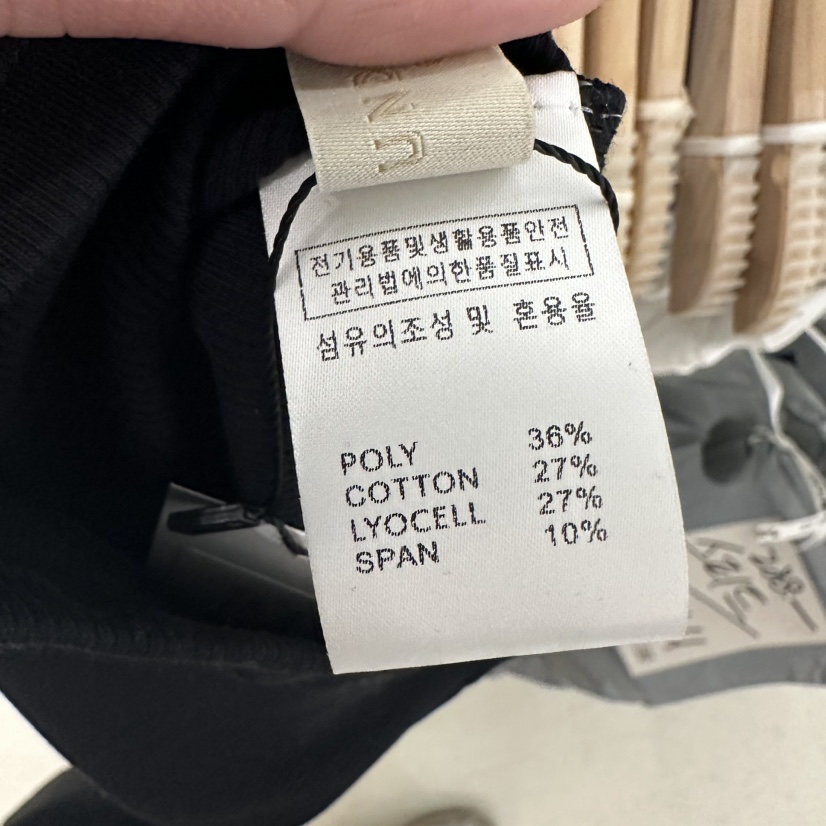 UND
전기용품및생활용품안전
관리법에의한품질표시
섬유의조성 및 혼용율
POLY 36%
COTTON 27%
LYOCELL 27%
SPAN 10%